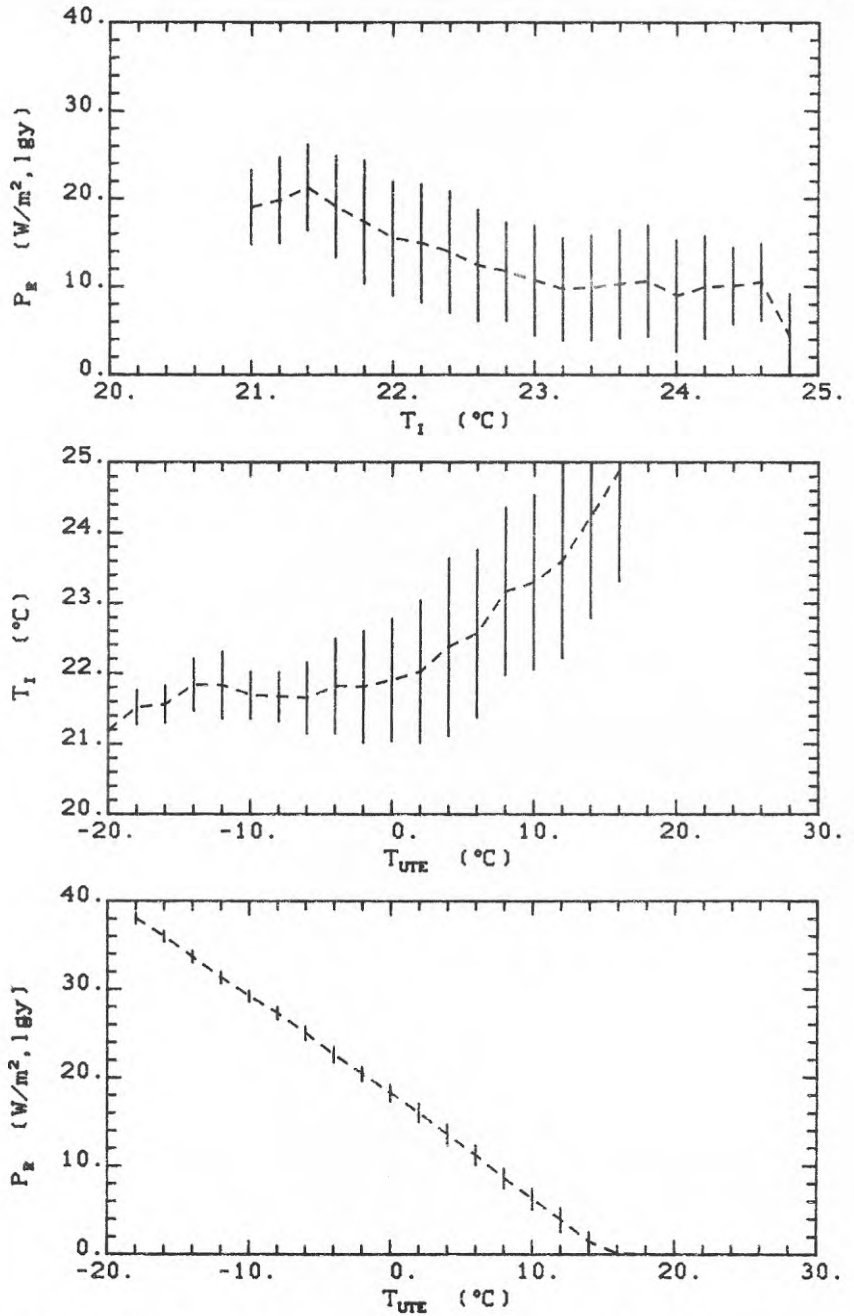 40.
30.
20.
10.
0.
P_R (W/m², lgy)
20. 21. 22. 23. 24. 25.
T_I (°C)
25.
24.
23.
22.
21.
20.
T_I (°C)
-20. -10. 0. 10. 20. 30.
T_UTE (°C)
40.
30.
20.
10.
0.
P_R (W/m², lgy)
-20. -10. 0. 10. 20. 30.
T_UTE (°C)